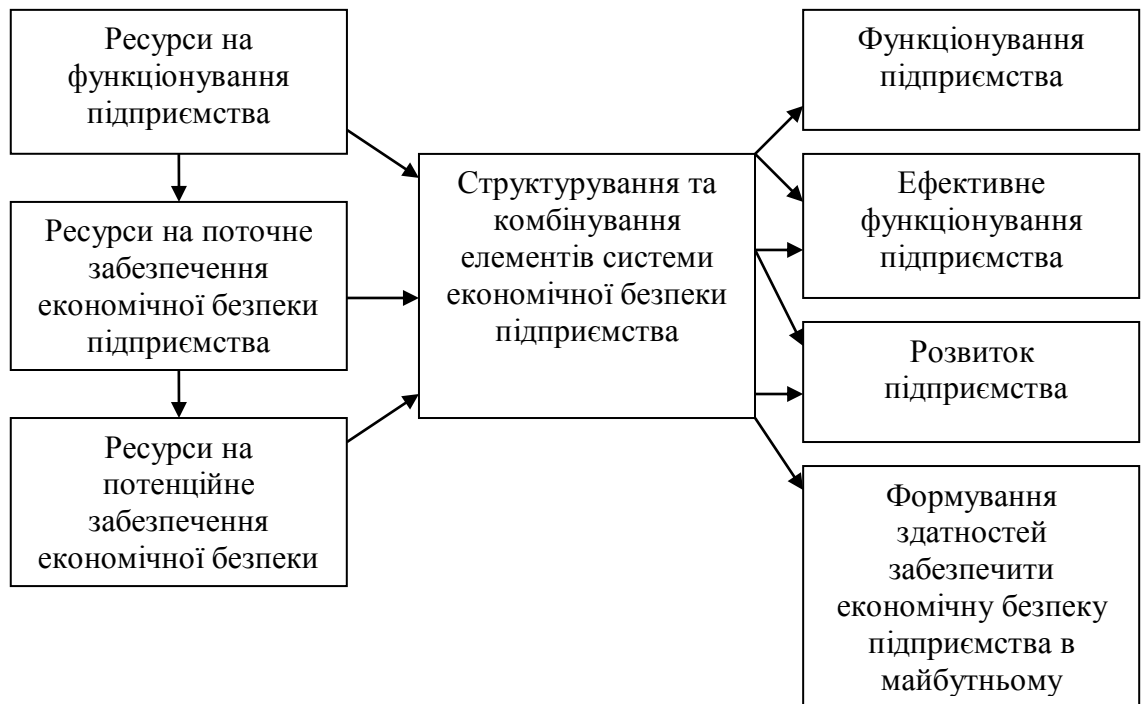 Ресурси на
функціонування
підприємства
Ресурси на поточне
забезпечення
економічної безпеки
підприємства
Ресурси на
потенційне
забезпечення
економічної безпеки
Структурування та
комбінування
елементів системи
економічної безпеки
підприємства
Функціонування
підприємства
Ефективне
функціонування
підприємства
Розвиток
підприємства
Формування
здатностей
забезпечити
економічну безпеку
підприємства в
майбутньому